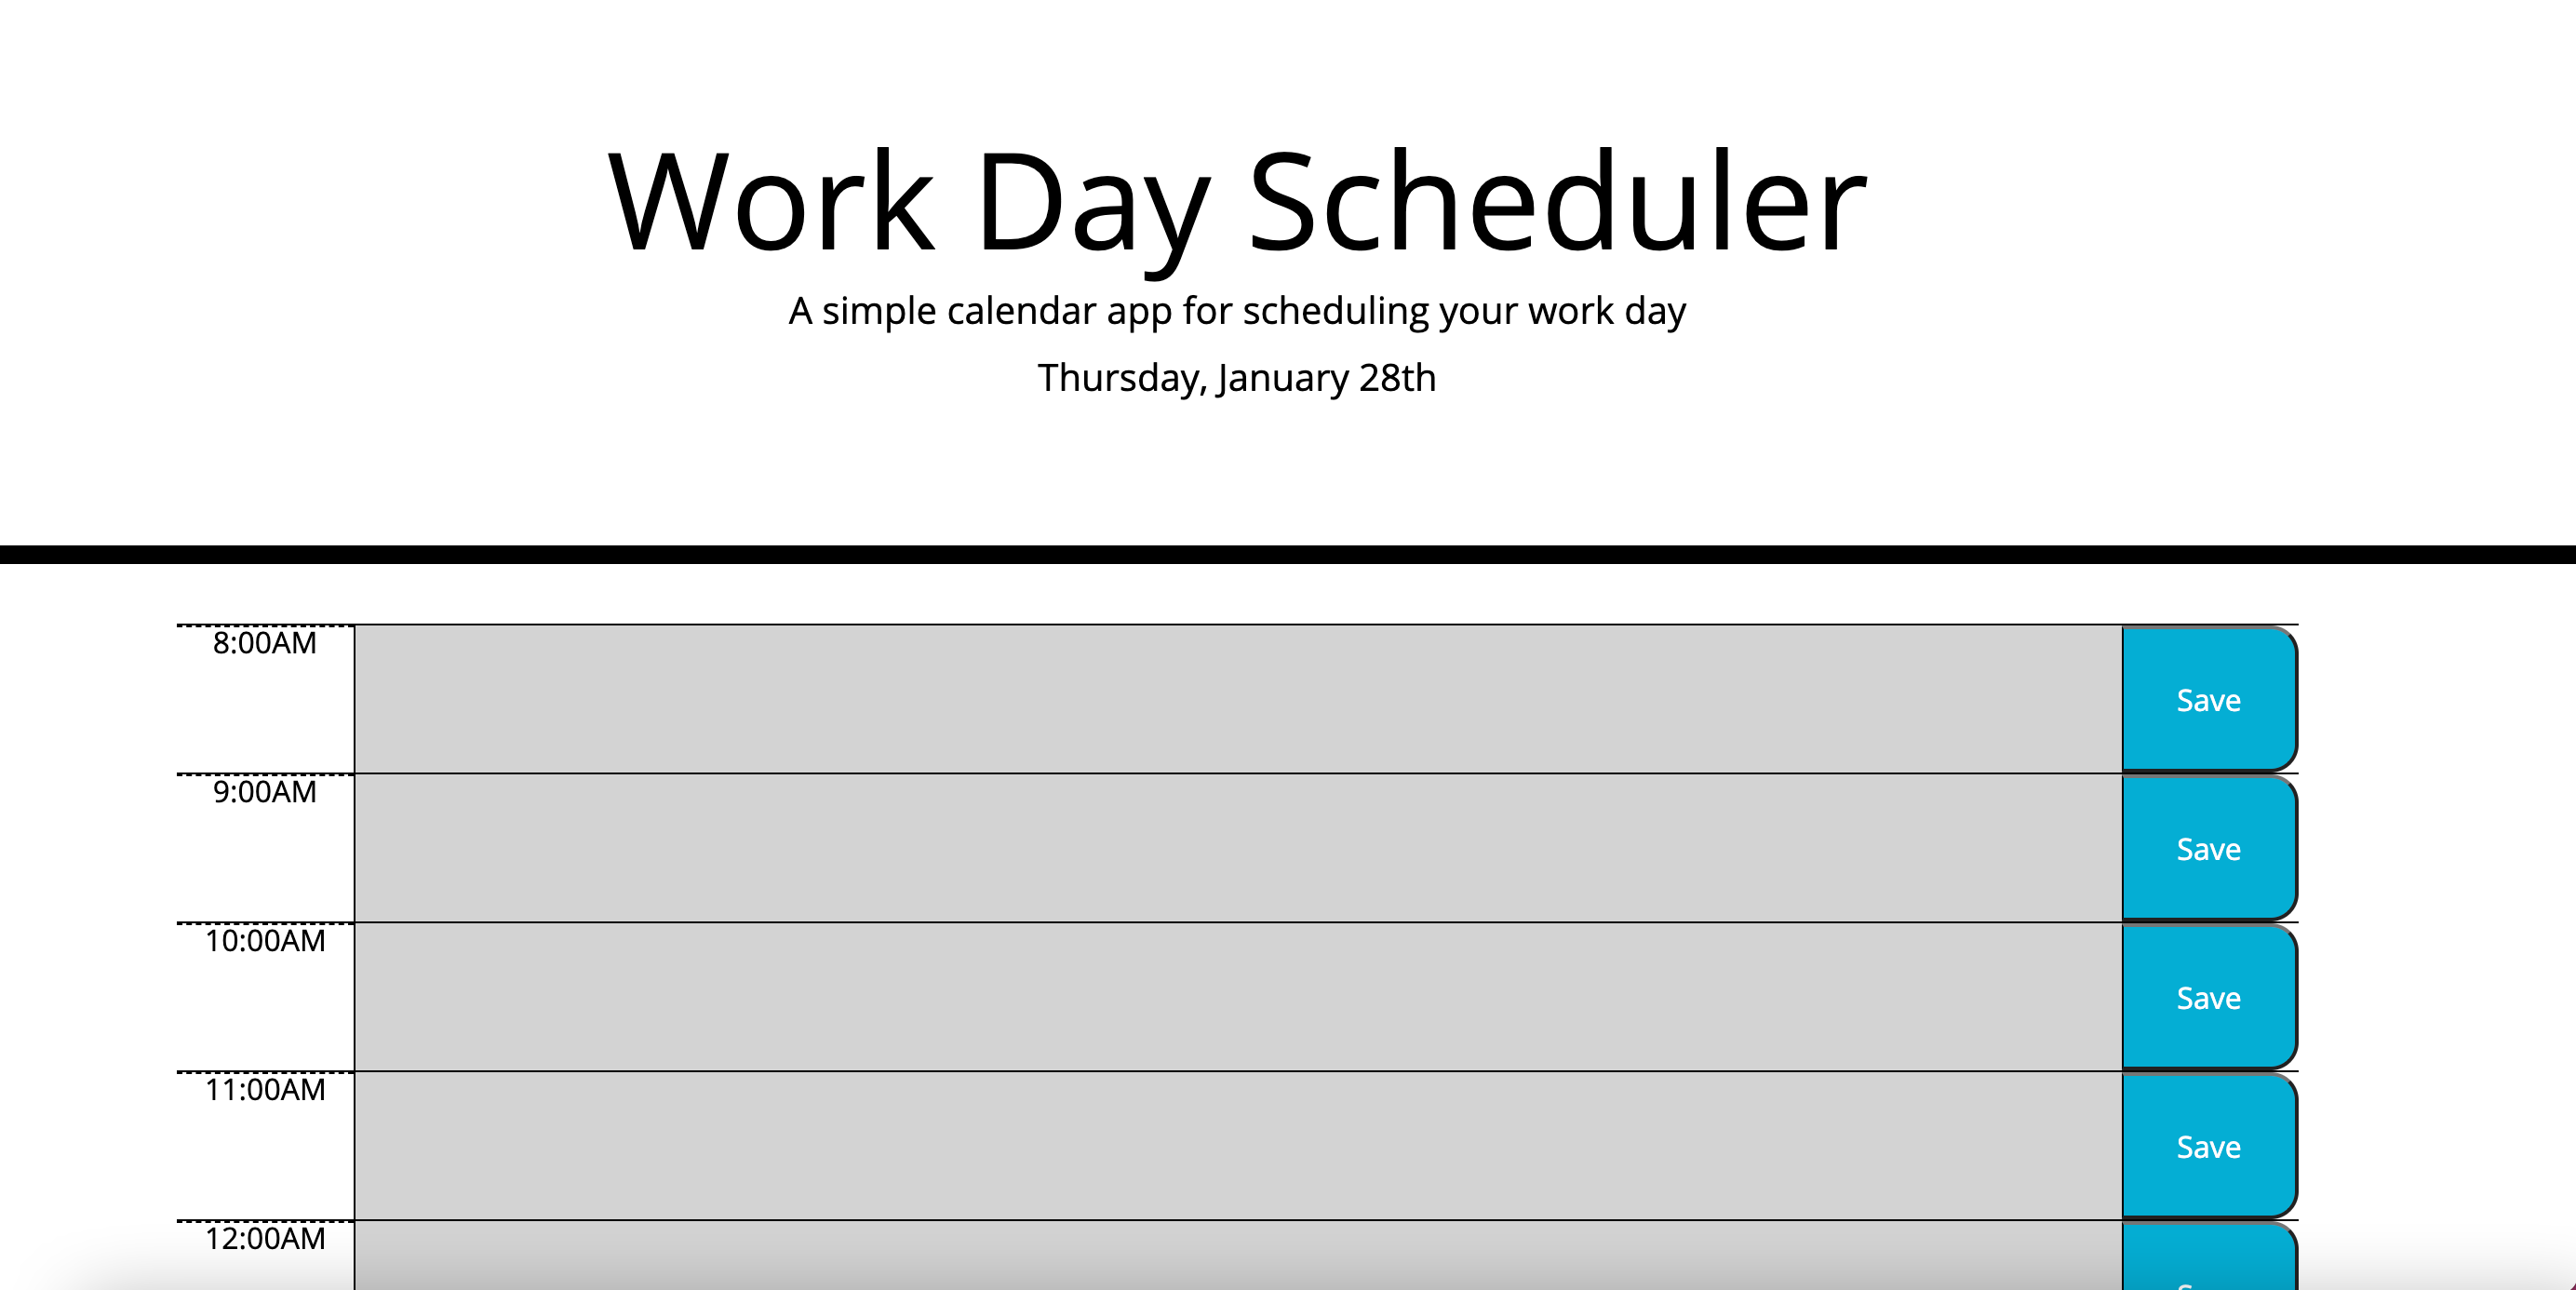 Work Day Scheduler
A simple calendar app for scheduling your work day
Thursday, January 28th
8:00AM
Save
9:00AM
Save
10:00AM
Save
11:00AM
Save
12:00AM